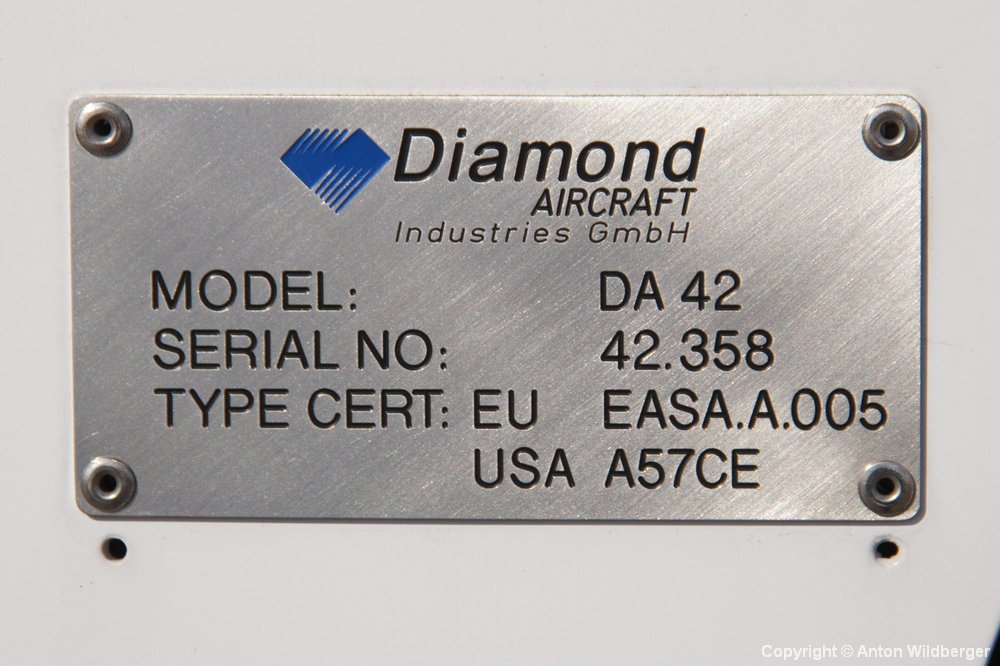 Diamond
AIRCRAFT
Industries GmbH
MODEL: DA 42
SERIAL NO: 42.358
TYPE CERT: EU EASA.A.005
USA A57CE
Copyright © Anton Wildberger